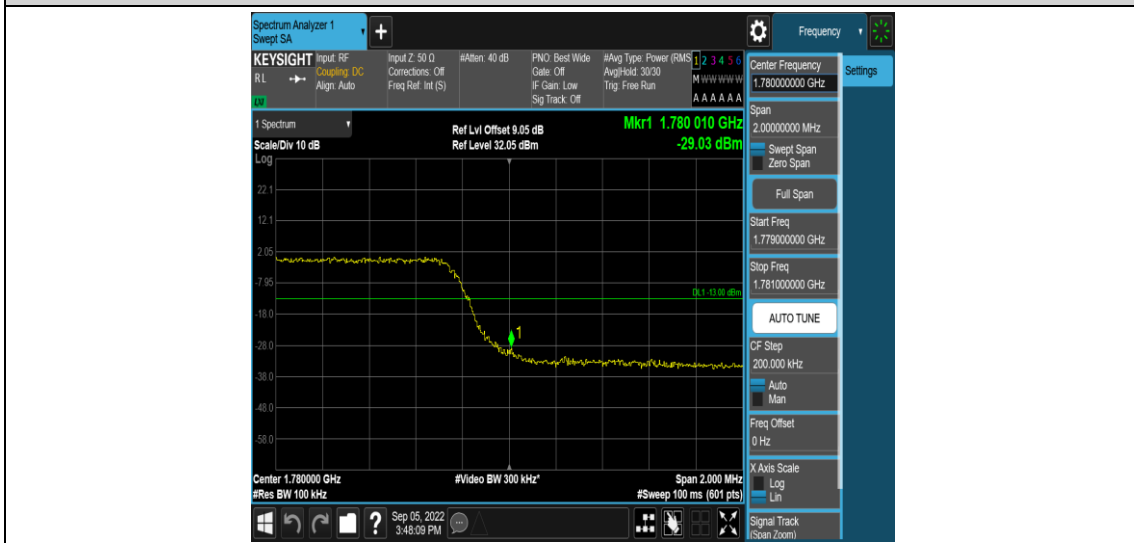 Spectrum Analyzer 1
Swept SA
+
Frequency
KEYSIGHT
RL
Input: RF
Coupling: DC
Align: Auto
Input Z: 50 Ω
Corrections: Off
Freq Ref: Int (S)
#Atten: 40 dB
PNO: Best Wide
Gate: Off
IF Gain: Low
Sig Track: Off
#Avg Type: Power (RMS
Avg|Hold: 30/30
Trig: Free Run
1 2 3 4 5 6
M W W W W W
A A A A A A
1 Spectrum
Scale/Div 10 dB
Log
Ref Lvl Offset 9.05 dB
Ref Level 32.05 dBm
Mkr1 1.780 010 GHz
-29.03 dBm
22.1
12.1
2.05
-7.95
DL1 -13.00 dBm
-18.0
1
-28.0
-38.0
-48.0
-58.0
Center 1.780000 GHz
#Res BW 100 kHz
#Video BW 300 kHz*
Span 2.000 MHz
#Sweep 100 ms (601 pts)
Center Frequency
1.780000000 GHz
Settings
Span
2.00000000 MHz
Swept Span
Zero Span
Full Span
Start Freq
1.779000000 GHz
Stop Freq
1.781000000 GHz
AUTO TUNE
CF Step
200.000 kHz
Auto
Man
Freq Offset
0 Hz
X Axis Scale
Log
Lin
Signal Track
(Span Zoom)
?
Sep 05, 2022
3:48:09 PM